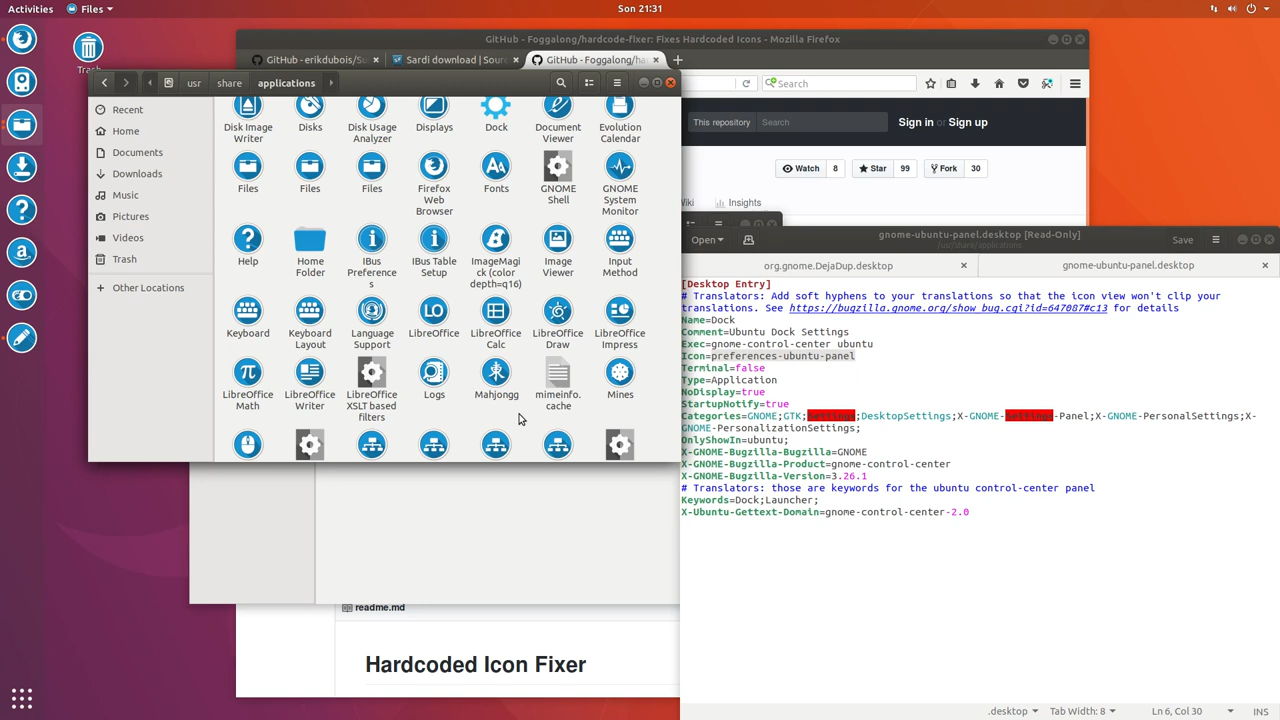 Activities
Files
Son 21:31
Trash
GitHub - Foggalong/hardcode-fixer: Fixes Hardcoded Icons - Mozilla Firefox
GitHub - erikdubois/Su
Sardi download | Sour
GitHub - Foggalong/ha
Search
This repository
Search
Sign in or Sign up
Watch 8
Star 99
Fork 30
Wiki
Insights
usr
share
applications
Recent
Home
Documents
Downloads
Music
Pictures
Videos
Trash
Other Locations
Disk Image Writer
Disks
Disk Usage Analyzer
Displays
Dock
Document Viewer
Evolution Calendar
Files
Files
Files
Firefox Web Browser
Fonts
GNOME Shell
GNOME System Monitor
Help
Home Folder
IBus Preferences
IBus Table Setup
ImageMagick (color depth=q16)
Image Viewer
Input Method
Keyboard
Keyboard Layout
Language Support
LibreOffice
LibreOffice Calc
LibreOffice Draw
LibreOffice Impress
LibreOffice Math
LibreOffice Writer
LibreOffice XSLT based filters
Logs
Mahjongg
mimeinfo.cache
Mines
Open
gnome-ubuntu-panel.desktop [Read-Only]
/usr/share/applications
Save
org.gnome.DejaDup.desktop
gnome-ubuntu-panel.desktop
[Desktop Entry]
# Translators: Add soft hyphens to your translations so that the icon view won't clip your
translations. See https://bugzilla.gnome.org/show_bug.cgi?id=647087#c13 for details
Name=Dock
Comment=Ubuntu Dock Settings
Exec=gnome-control-center ubuntu
Icon=preferences-ubuntu-panel
Terminal=false
Type=Application
NoDisplay=true
StartupNotify=true
Categories=GNOME;GTK;Settings;DesktopSettings;X-GNOME-Settings-Panel;X-GNOME-PersonalSettings;X-
GNOME-PersonalizationSettings;
OnlyShowIn=ubuntu;
X-GNOME-Bugzilla-Bugzilla=GNOME
X-GNOME-Bugzilla-Product=gnome-control-center
X-GNOME-Bugzilla-Version=3.26.1
# Translators: those are keywords for the ubuntu control-center panel
Keywords=Dock;Launcher;
X-Ubuntu-Gettext-Domain=gnome-control-center-2.0
readme.md
Hardcoded Icon Fixer
.desktop
Tab Width: 8
Ln 6, Col 30
INS